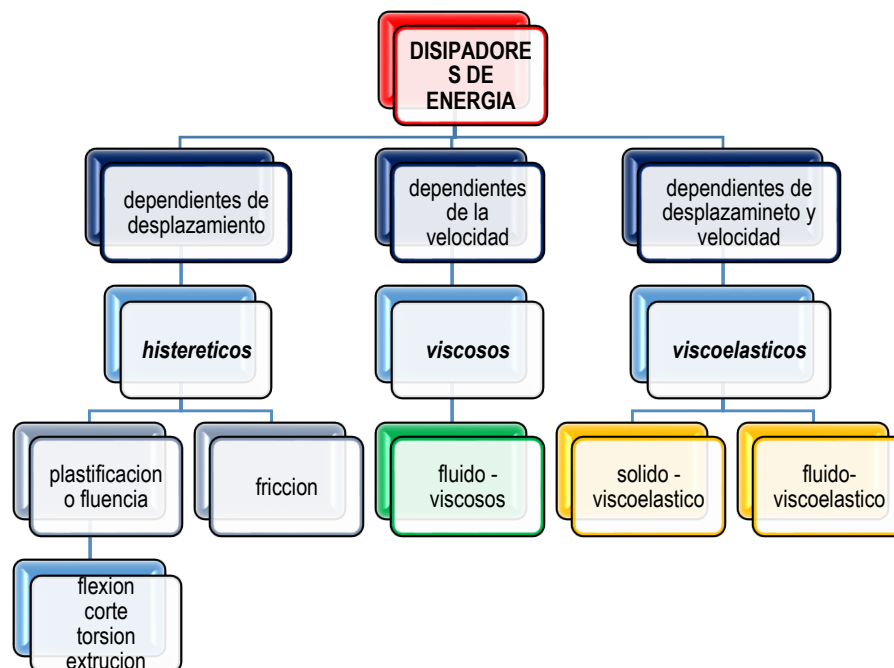 DISIPADORE
S DE
ENERGIA
dependientes de
desplazamiento
dependientes
de la
velocidad
dependientes de
desplazamineto y
velocidad
histereticos
viscosos
viscoelasticos
plastificacion
o fluencia
friccion
fluido -
viscosos
solido -
viscoelastico
fluido-
viscoelastico
flexion
corte
torsion
extrucion